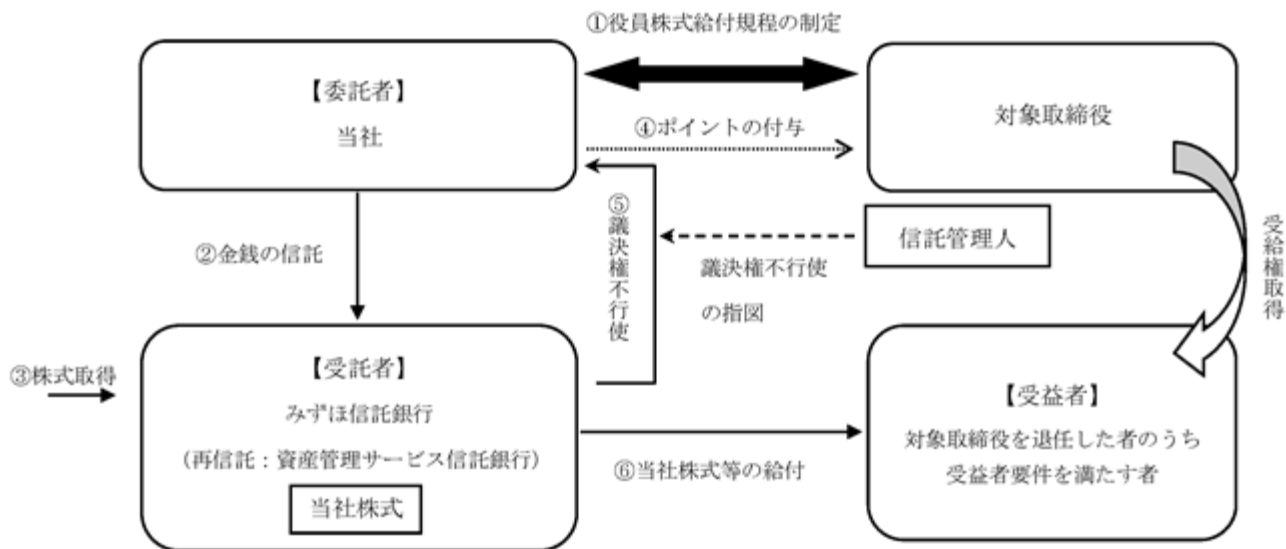 ①役員株式給付規程の制定
【委託者】
当社
対象取締役
④ポイントの付与
②金銭の信託
⑤議決権不行使
議決権不行使
の指図
信託管理人
受給権取得
③株式取得
【受託者】
みずほ信託銀行
（再信託：資産管理サービス信託銀行）
当社株式
⑥当社株式等の給付
【受益者】
対象取締役を退任した者のうち
受益者要件を満たす者